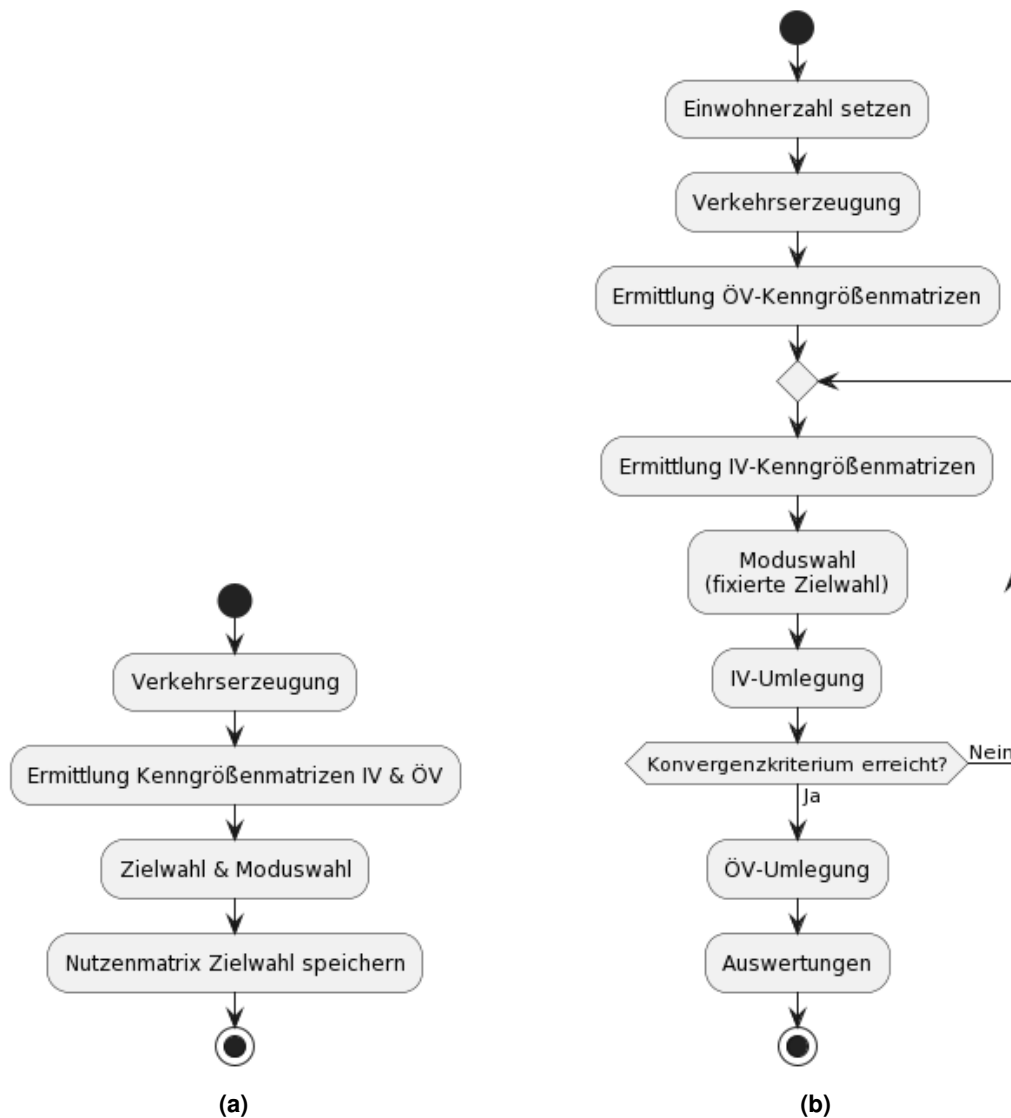 Verkehrserzeugung
Ermittlung Kenngrößenmatrizen IV & ÖV
Zielwahl & Moduswahl
Nutzenmatrix Zielwahl speichern
(a)
Einwohnerzahl setzen
Verkehrserzeugung
Ermittlung ÖV-Kenngrößenmatrizen
Ermittlung IV-Kenngrößenmatrizen
Moduswahl
(fixierte Zielwahl)
IV-Umlegung
Konvergenzkriterium erreicht?
Nein
Ja
ÖV-Umlegung
Auswertungen
(b)